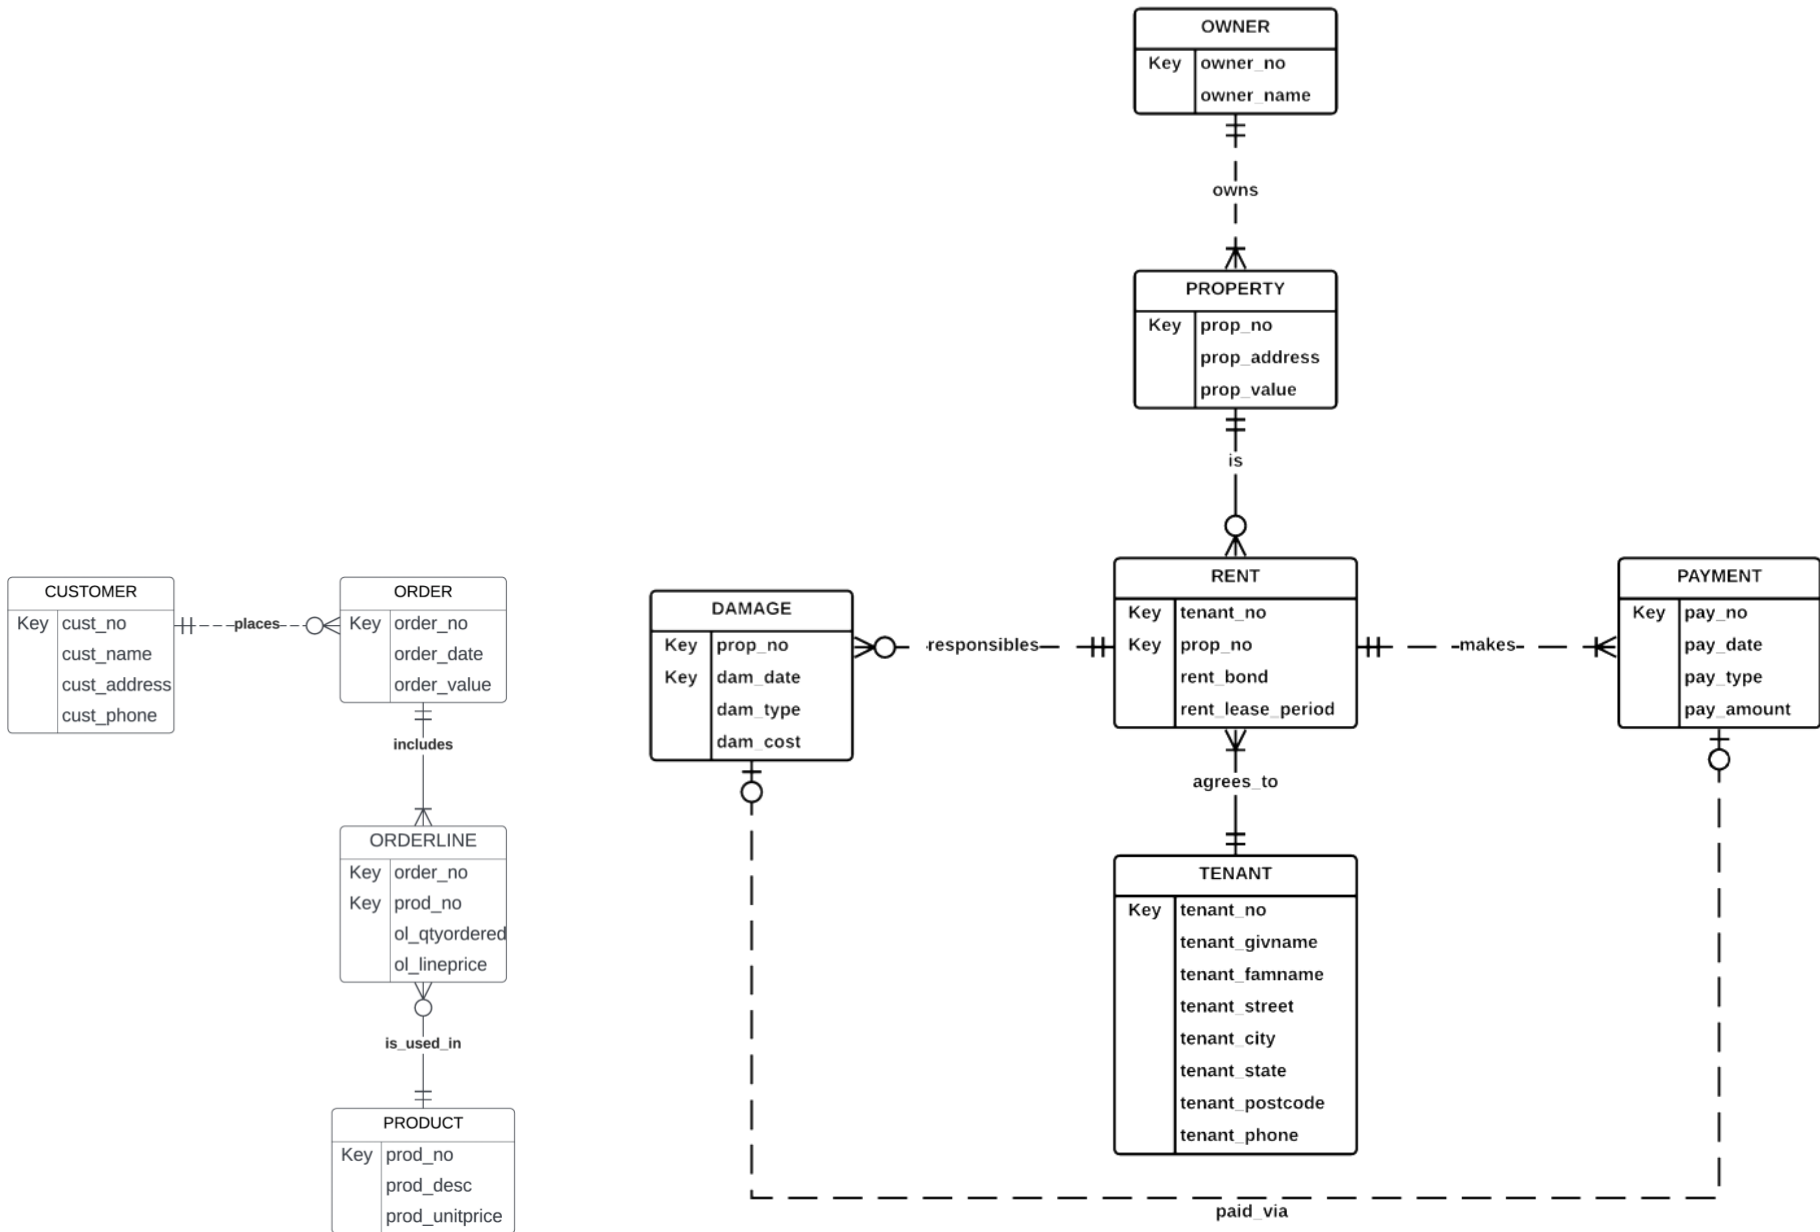 CUSTOMER
Key cust_no
cust_name
cust_address
cust_phone
places
ORDER
Key order_no
order_date
order_value
includes
ORDERLINE
Key order_no
Key prod_no
ol_qtyordered
ol_lineprice
is_used_in
PRODUCT
Key prod_no
prod_desc
prod_unitprice
OWNER
Key owner_no
owner_name
owns
PROPERTY
Key prop_no
prop_address
prop_value
is
DAMAGE
Key prop_no
Key dam_date
dam_type
dam_cost
responsibles
RENT
Key tenant_no
Key prop_no
rent_bond
rent_lease_period
makes
PAYMENT
Key pay_no
pay_date
pay_type
pay_amount
agrees_to
TENANT
Key tenant_no
tenant_givname
tenant_famname
tenant_street
tenant_city
tenant_state
tenant_postcode
tenant_phone
paid_via